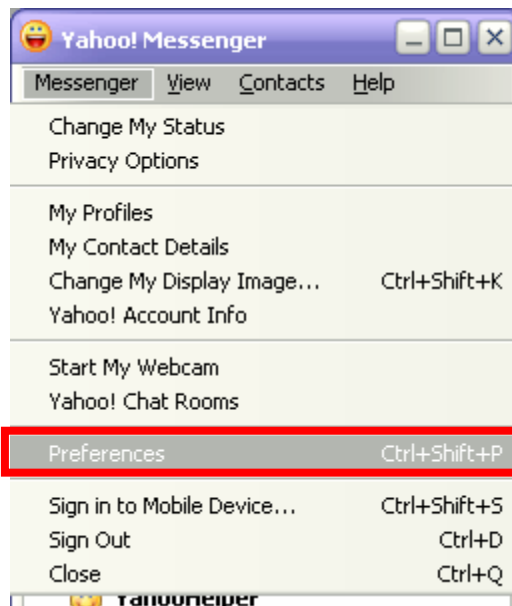 Yahoo! Messenger
Messenger View Contacts Help
Change My Status
Privacy Options
My Profiles
My Contact Details
Change My Display Image... Ctrl+Shift+K
Yahoo! Account Info
Start My Webcam
Yahoo! Chat Rooms
Preferences Ctrl+Shift+P
Sign in to Mobile Device... Ctrl+Shift+S
Sign Out Ctrl+D
Close Ctrl+Q
YahooHelper